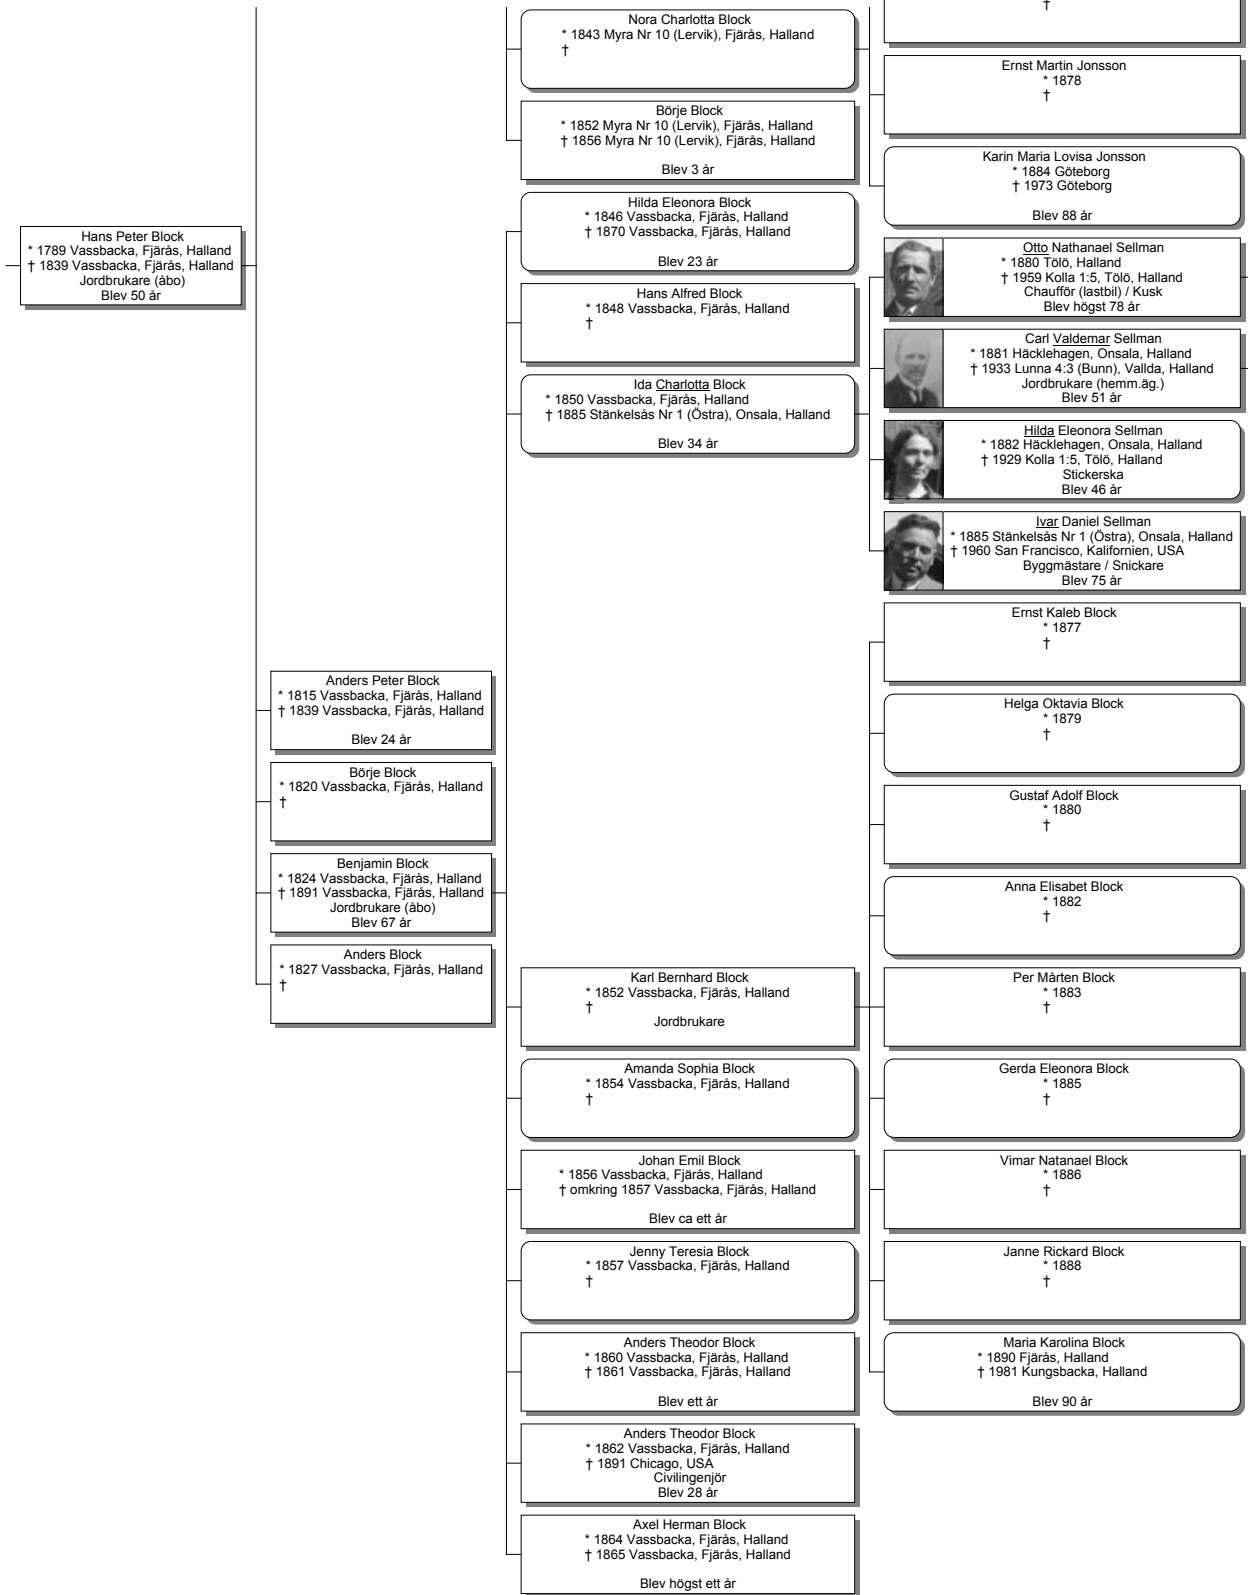 Hans Peter Block
* 1789 Vassbacka, Fjärås, Halland
† 1839 Vassbacka, Fjärås, Halland
Jordbrukare (åbo)
Blev 50 år
Anders Peter Block
* 1815 Vassbacka, Fjärås, Halland
† 1839 Vassbacka, Fjärås, Halland
Blev 24 år
Börje Block
* 1820 Vassbacka, Fjärås, Halland
†
Benjamin Block
* 1824 Vassbacka, Fjärås, Halland
† 1891 Vassbacka, Fjärås, Halland
Jordbrukare (åbo)
Blev 67 år
Anders Block
* 1827 Vassbacka, Fjärås, Halland
†
Nora Charlotta Block
* 1843 Myra Nr 10 (Lervik), Fjärås, Halland
†
Börje Block
* 1852 Myra Nr 10 (Lervik), Fjärås, Halland
† 1856 Myra Nr 10 (Lervik), Fjärås, Halland
Blev 3 år
Hilda Eleonora Block
* 1846 Vassbacka, Fjärås, Halland
† 1870 Vassbacka, Fjärås, Halland
Blev 23 år
Hans Alfred Block
* 1848 Vassbacka, Fjärås, Halland
†
Ida Charlotta Block
* 1850 Vassbacka, Fjärås, Halland
† 1885 Stänkelsås Nr 1 (Östra), Onsala, Halland
Blev 34 år
Karl Bernhard Block
* 1852 Vassbacka, Fjärås, Halland
†
Jordbrukare
Amanda Sophia Block
* 1854 Vassbacka, Fjärås, Halland
†
Johan Emil Block
* 1856 Vassbacka, Fjärås, Halland
† omkring 1857 Vassbacka, Fjärås, Halland
Blev ca ett år
Jenny Teresia Block
* 1857 Vassbacka, Fjärås, Halland
†
Anders Theodor Block
* 1860 Vassbacka, Fjärås, Halland
† 1861 Vassbacka, Fjärås, Halland
Blev ett år
Anders Theodor Block
* 1862 Vassbacka, Fjärås, Halland
† 1891 Chicago, USA
Civilingenjör
Blev 28 år
Axel Herman Block
* 1864 Vassbacka, Fjärås, Halland
† 1865 Vassbacka, Fjärås, Halland
Blev högst ett år
†
Ernst Martin Jonsson
* 1878
†
Karin Maria Lovisa Jonsson
* 1884 Göteborg
† 1973 Göteborg
Blev 88 år
Otto Nathanael Sellman
* 1880 Tölö, Halland
† 1959 Kolla 1:5, Tölö, Halland
Chaufför (lastbil) / Kusk
Blev högst 78 år
Carl Valdemar Sellman
* 1881 Häcklehagen, Onsala, Halland
† 1933 Lunna 4:3 (Bunn), Vallda, Halland
Jordbrukare (hemm.äg.)
Blev 51 år
Hilda Eleonora Sellman
* 1882 Häcklehagen, Onsala, Halland
† 1929 Kolla 1:5, Tölö, Halland
Stickerska
Blev 46 år
Ivar Daniel Sellman
* 1885 Stänkelsås Nr 1 (Östra), Onsala, Halland
† 1960 San Francisco, Kalifornien, USA
Byggmästare / Snickare
Blev 75 år
Ernst Kaleb Block
* 1877
†
Helga Oktavia Block
* 1879
†
Gustaf Adolf Block
* 1880
†
Anna Elisabet Block
* 1882
†
Per Mårten Block
* 1883
†
Gerda Eleonora Block
* 1885
†
Vimar Natanael Block
* 1886
†
Janne Rickard Block
* 1888
†
Maria Karolina Block
* 1890 Fjärås, Halland
† 1981 Kungsbacka, Halland
Blev 90 år